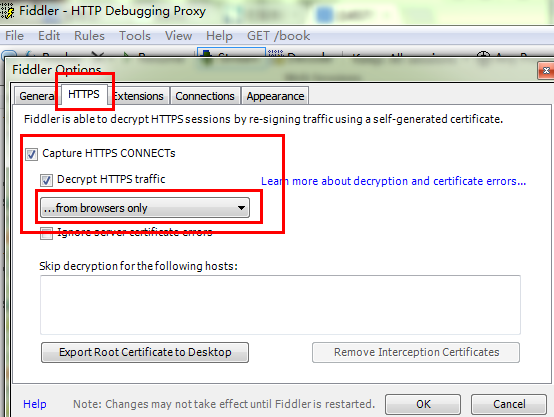 Fiddler - HTTP Debugging Proxy
File Edit Rules Tools View Help GET /book
Fiddler Options
General HTTPS Extensions Connections Appearance
Fiddler is able to decrypt HTTPS sessions by re-signing traffic using a self-generated certificate.
Capture HTTPS CONNECTs
Decrypt HTTPS traffic Learn more about decryption and certificate errors...
...from browsers only
Ignore server certificate errors
Skip decryption for the following hosts:
Export Root Certificate to Desktop Remove Interception Certificates
Help Note: Changes may not take effect until Fiddler is restarted. OK Cancel